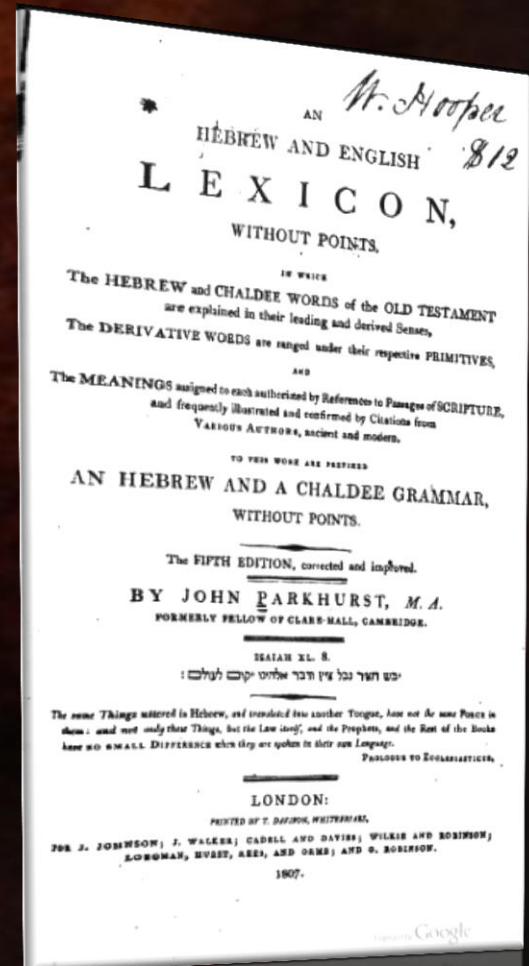 W. Hooper
$12
AN
HEBREW AND ENGLISH
LEXICON,
WITHOUT POINTS,
IN WHICH
The HEBREW and CHALDEE WORDS of the OLD TESTAMENT
are explained in their leading and derived Senses,
The DERIVATIVE WORDS are ranged under their respective PRIMITIVES,
AND
The MEANINGS assigned to each authorized by References to Passages of SCRIPTURE,
and frequently illustrated and confirmed by Citations from
VARIOUS AUTHORS, ancient and modern.
TO THIS WORK ARE PREFIXED
AN HEBREW AND A CHALDEE GRAMMAR,
WITHOUT POINTS.
The FIFTH EDITION, corrected and improved.
BY JOHN PARKHURST, M. A.
FORMERLY FELLOW OF CLARE-HALL, CAMBRIDGE.
ISAIAH XL. 8.
יבש חציר נבל ציץ ודבר אלהינו יקום לעולם :
The same Things uttered in Hebrew, and translated into another Tongue, have not the same FORCE in
them: and not only these Things, but the Law itself, and the Prophets, and the Rest of the Books
have NO SMALL DIFFERENCE when they are spoken in their own Language.
PROLOGUE TO ECCLESIASTICUS,
LONDON:
PRINTED BY T. DAVISON, WHITEFRIARS,
FOR J. JOHNSON; J. WALKER; CADELL AND DAVIES; WILKIE AND ROBINSON;
LONGMAN, HURST, REES, AND ORME; AND G. ROBINSON.
1807.
Google